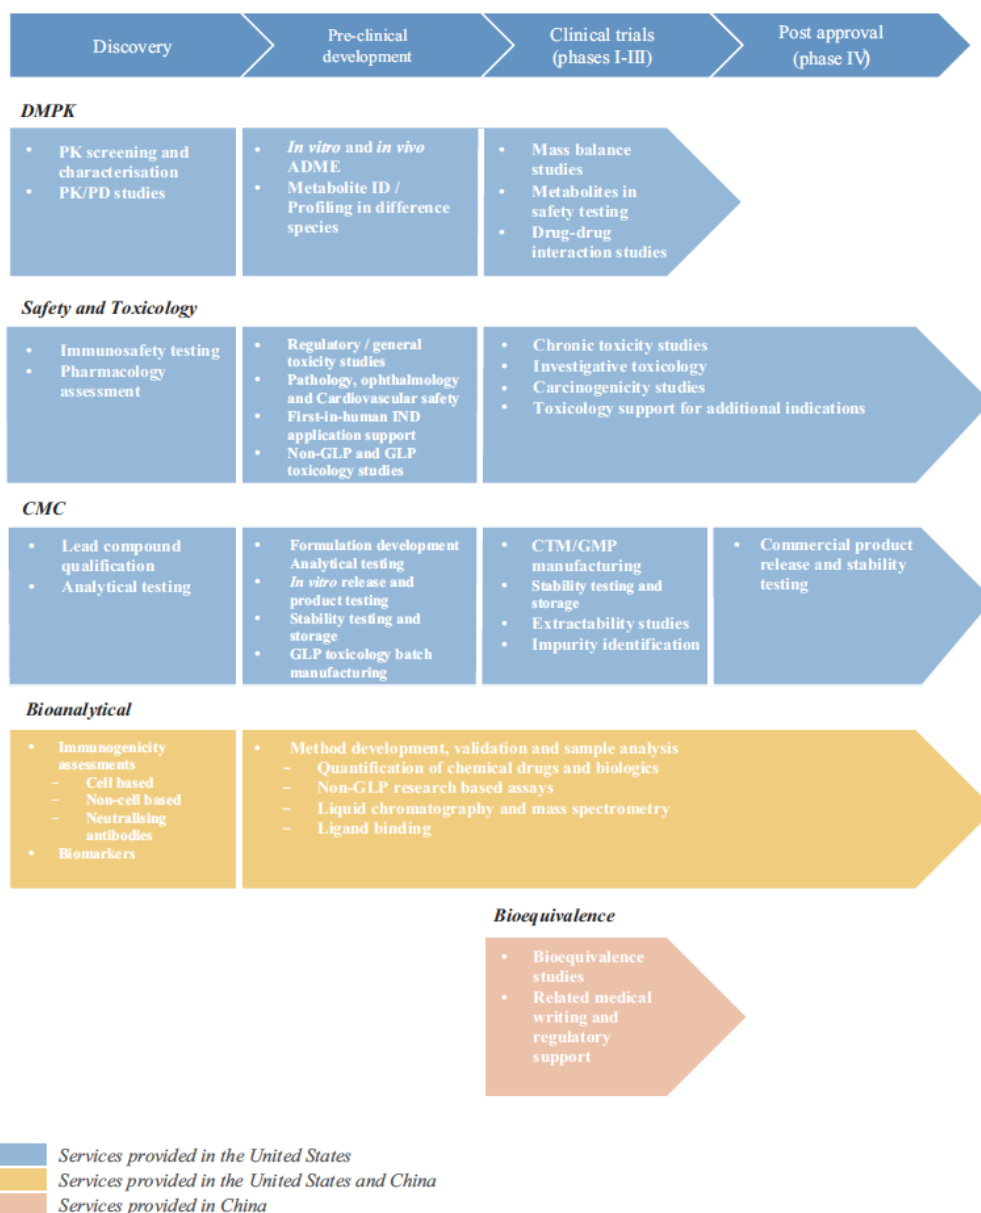 Discovery
Pre-clinical
development
Clinical trials
(phases I-III)
Post approval
(phase IV)
DMPK
• PK screening and
characterisation
• PK/PD studies
• In vitro and in vivo
ADME
• Metabolite ID /
Profiling in difference
species
• Mass balance
studies
• Metabolites in
safety testing
• Drug-drug
interaction studies
Safety and Toxicology
• Immunosafety testing
• Pharmacology
assessment
• Regulatory / general
toxicity studies
• Pathology, ophthalmology
and Cardiovascular safety
• First-in-human IND
application support
• Non-GLP and GLP
toxicology studies
• Chronic toxicity studies
• Investigative toxicology
• Carcinogenicity studies
• Toxicology support for additional indications
CMC
• Lead compound
qualification
• Analytical testing
• Formulation development
Analytical testing
• In vitro release and
product testing
• Stability testing and
storage
• GLP toxicology batch
manufacturing
• CTM/GMP
manufacturing
• Stability testing and
storage
• Extractability studies
• Impurity identification
• Commercial product
release and stability
testing
Bioanalytical
• Immunogenicity
assessments
– Cell based
– Non-cell based
– Neutralising
antibodies
• Biomarkers
• Method development, validation and sample analysis
– Quantification of chemical drugs and biologics
– Non-GLP research based assays
– Liquid chromatography and mass spectrometry
– Ligand binding
Bioequivalence
• Bioequivalence
studies
• Related medical
writing and
regulatory
support
Services provided in the United States
Services provided in the United States and China
Services provided in China